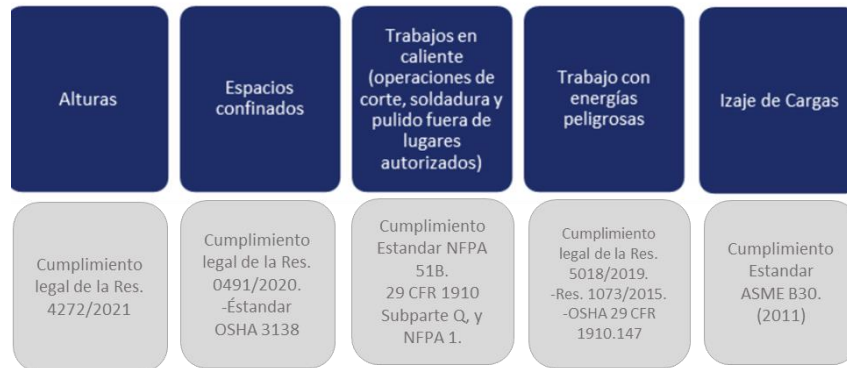 Alturas
Espacios
confinados
Trabajos en
caliente
(operaciones de
corte, soldadura y
pulido fuera de
lugares
autorizados)
Trabajo con
energías
peligrosas
Izaje de Cargas
Cumplimiento
legal de la Res.
4272/2021
Cumplimiento
legal de la Res.
0491/2020.
-Éstandar
OSHA 3138
Cumplimiento
Estandar NFPA
51B.
29 CFR 1910
Subparte Q, y
NFPA 1.
Cumplimiento
legal de la Res.
5018/2019.
-Res. 1073/2015.
-OSHA 29 CFR
1910.147
Cumplimiento
Estandar
ASME B30.
(2011)